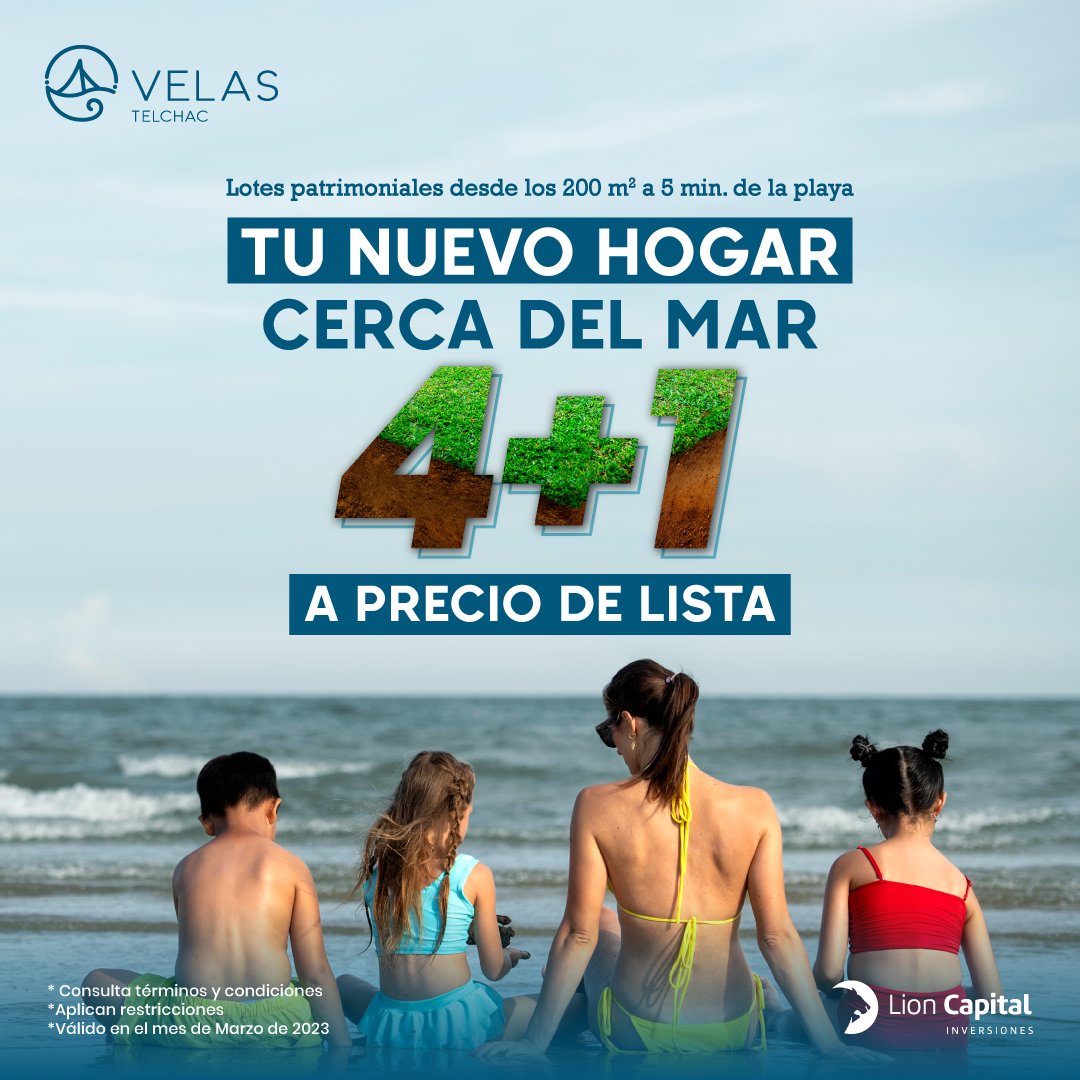 VELAS
TELCHAC
Lotes patrimoniales desde los 200 m² a 5 min. de la playa
TU NUEVO HOGAR
CERCA DEL MAR
4+1
A PRECIO DE LISTA
* Consulta términos y condiciones
*Aplican restricciones
*Válido en el mes de Marzo de 2023
Lion Capital
INVERSIONES